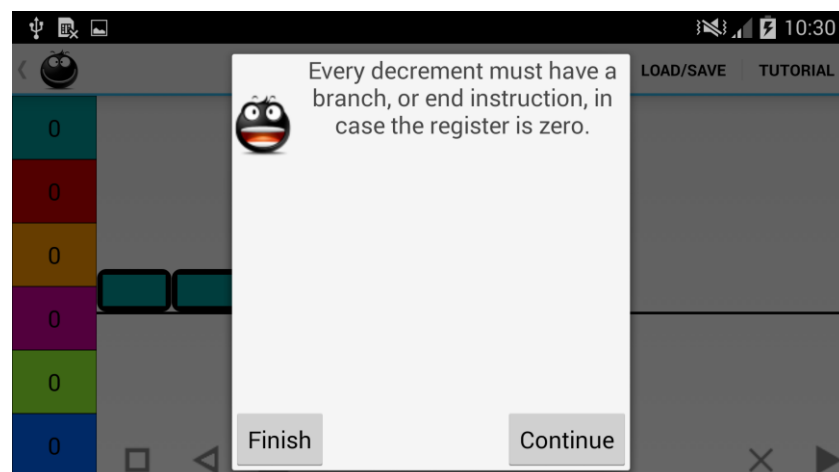 10:30
LOAD/SAVE TUTORIAL
Every decrement must have a
branch, or end instruction, in
case the register is zero.
0
0
0
0
0
0
Finish Continue